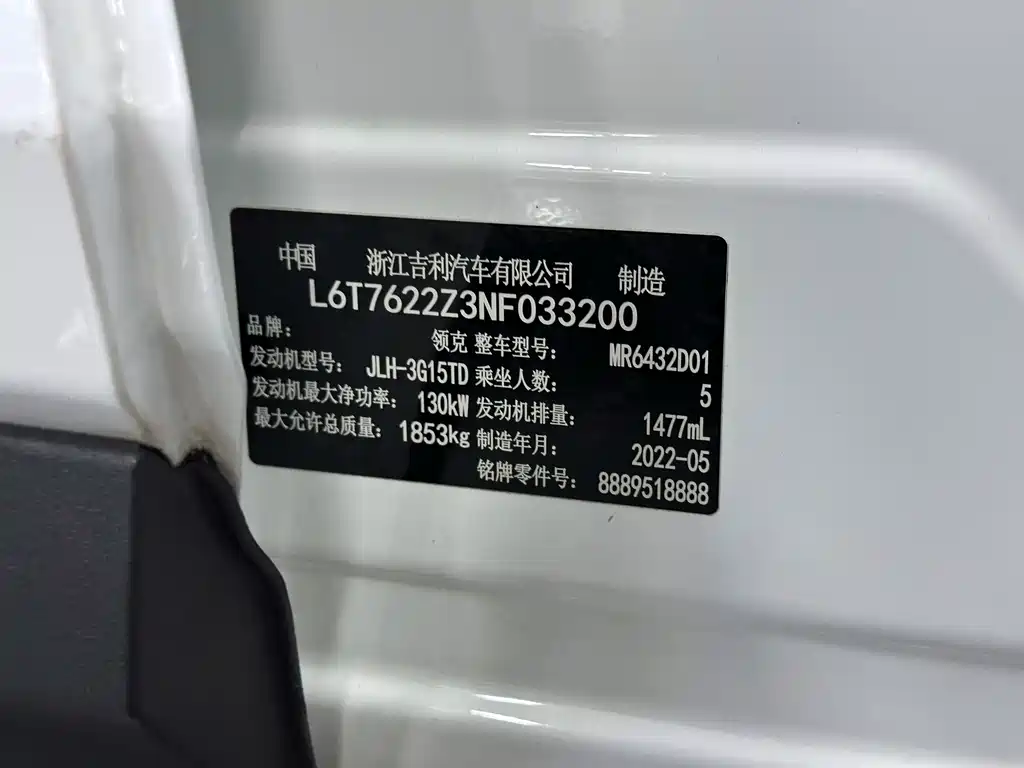 中国 浙江吉利汽车有限公司 制造
L6T7622Z3NF033200
品牌： 领克 整车型号： MR6432D01
发动机型号： JLH-3G15TD 乘坐人数： 5
发动机最大净功率： 130kW 发动机排量： 1477mL
最大允许总质量： 1853kg 制造年月： 2022-05
铭牌零件号： 8889518888